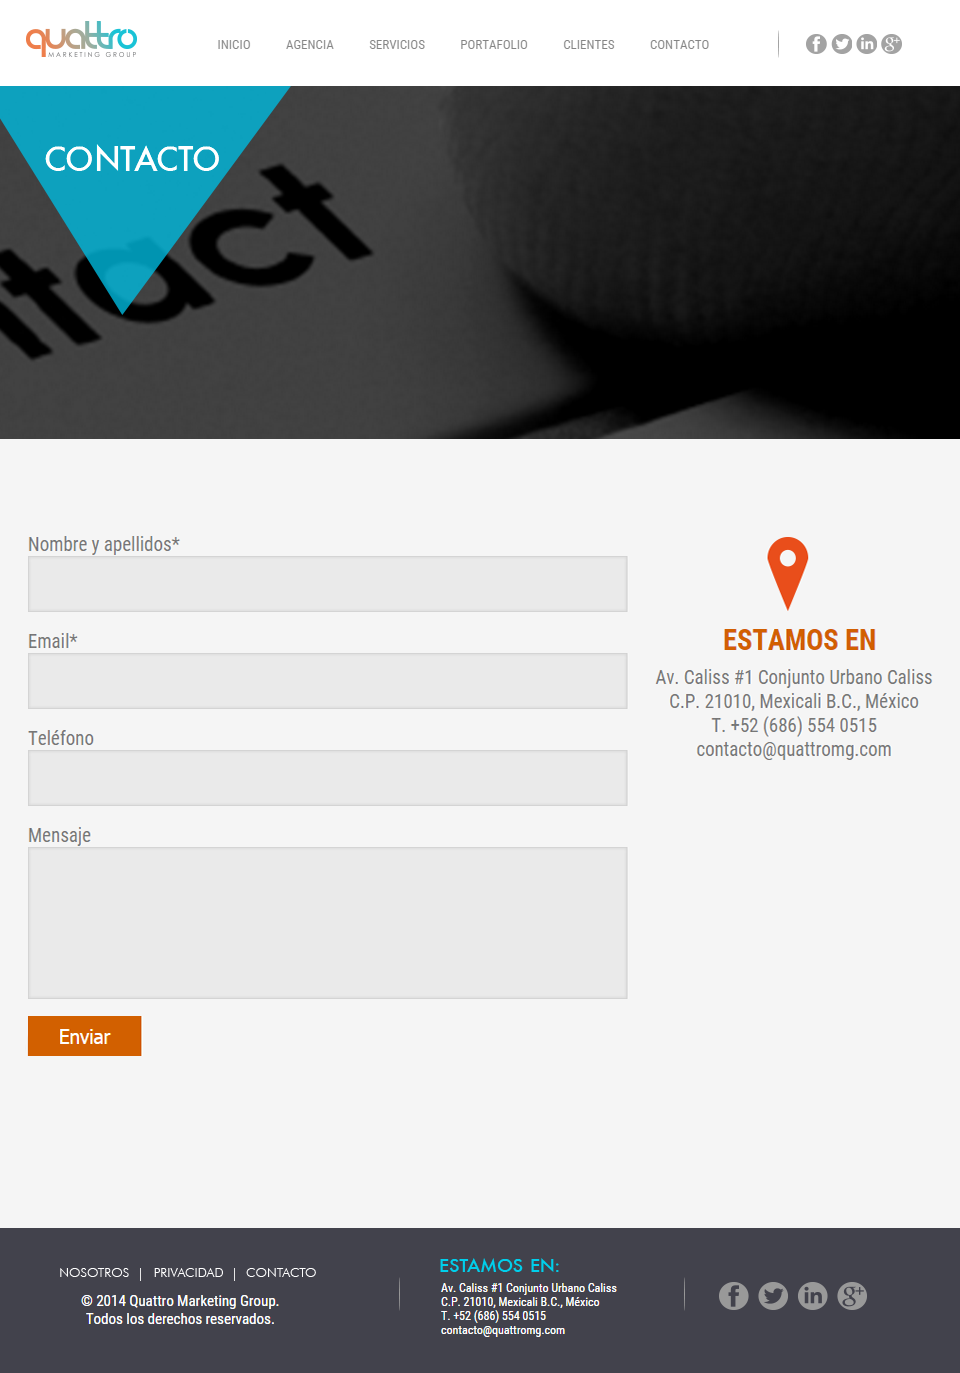 quattro
MARKETING GROUP
INICIO AGENCIA SERVICIOS PORTAFOLIO CLIENTES CONTACTO
CONTACTO
tact
Nombre y apellidos*
Email*
Teléfono
Mensaje
Enviar
ESTAMOS EN
Av. Caliss #1 Conjunto Urbano Caliss
C.P. 21010, Mexicali B.C., México
T. +52 (686) 554 0515
contacto@quattromg.com
NOSOTROS | PRIVACIDAD | CONTACTO
© 2014 Quattro Marketing Group.
Todos los derechos reservados.
ESTAMOS EN:
Av. Caliss #1 Conjunto Urbano Caliss
C.P. 21010, Mexicali B.C., México
T. +52 (686) 554 0515
contacto@quattromg.com